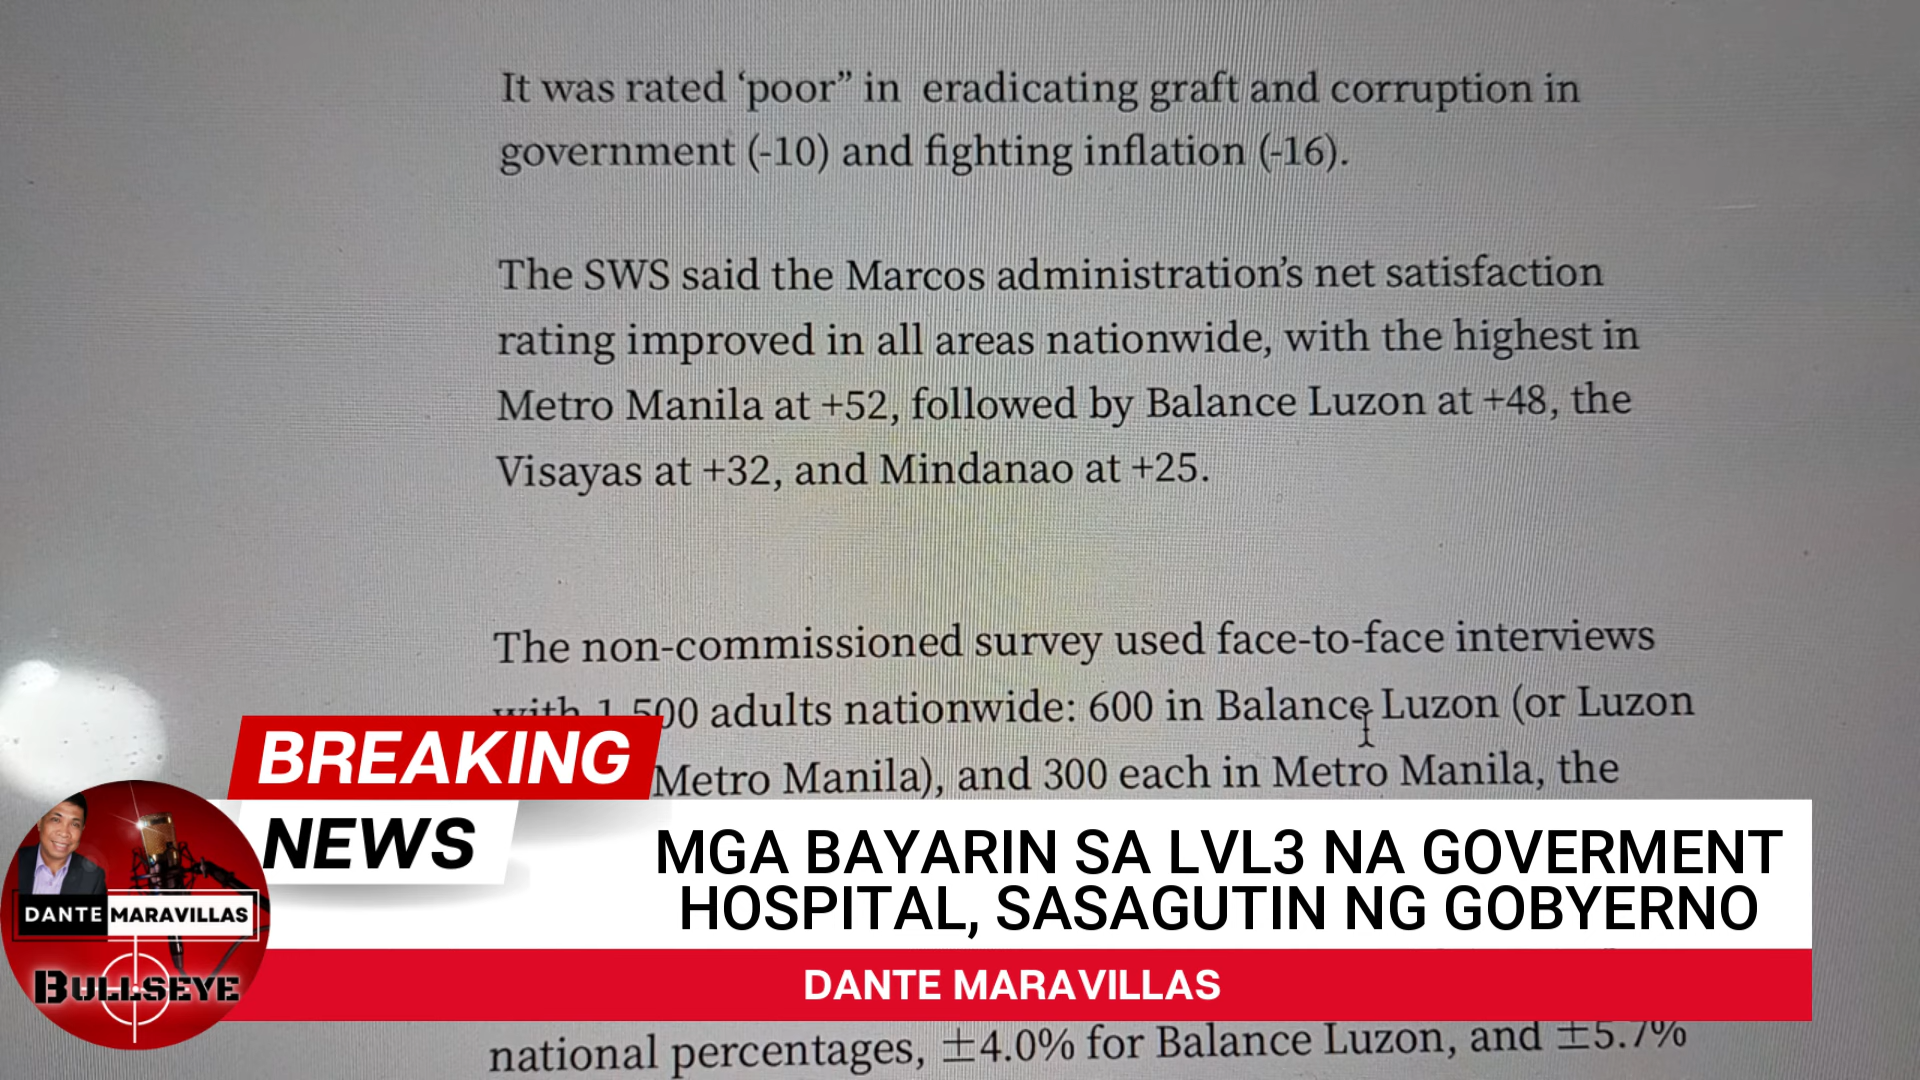 It was rated ‘poor” in eradicating graft and corruption in
government (-10) and fighting inflation (-16).
The SWS said the Marcos administration’s net satisfaction
rating improved in all areas nationwide, with the highest in
Metro Manila at +52, followed by Balance Luzon at +48, the
Visayas at +32, and Mindanao at +25.
The non-commissioned survey used face-to-face interviews
with 1,500 adults nationwide: 600 in Balance Luzon (or Luzon
Metro Manila), and 300 each in Metro Manila, the
BREAKING
NEWS
MGA BAYARIN SA LVL3 NA GOVERMENT
HOSPITAL, SASAGUTIN NG GOBYERNO
DANTE MARAVILLAS
DANTE MARAVILLAS
BULLSEYE
national percentages, ±4.0% for Balance Luzon, and ±5.7%